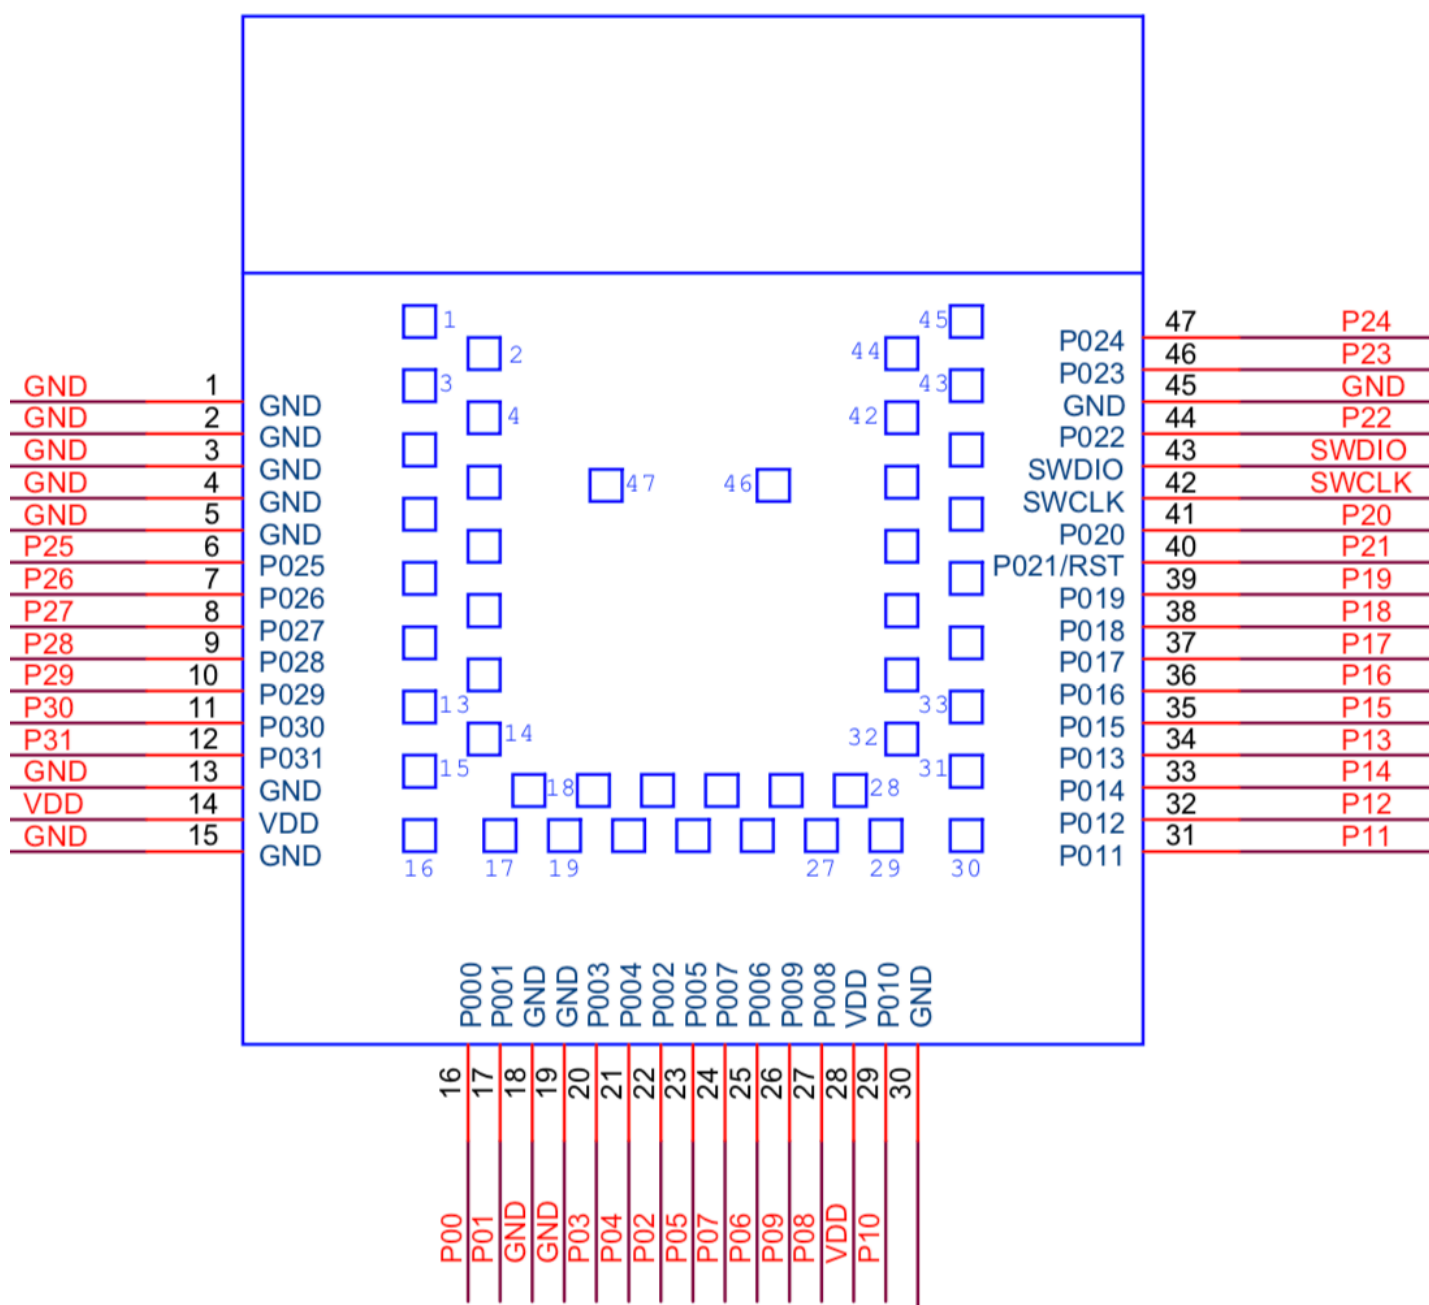 1 45
47 P24
P024
2 44
46 P23
P023
3 43
GND 1 GND
45 GND
GND
4 42
GND 2 GND
44 P22
P022
GND 3 GND
43 SWDIO
SWDIO
47 46
GND 4 GND
42 SWCLK
SWCLK
GND 5 GND
41 P20
P020
P25 6 P025
40 P21
P021/RST
P26 7 P026
39 P19
P019
P27 8 P027
38 P18
P018
P28 9 P028
37 P17
P017
P29 10 P029
36 P16
P016
13 33
P30 11 P030
35 P15
P015
14 32
P31 12 P031
34 P13
P013
15 31
GND 13 GND
33 P14
P014
18 28
VDD 14 VDD
32 P12
P012
GND 15 GND
31 P11
P011
16 17 19 27 29 30
P000 P001 GND GND P003 P004 P002 P005 P007 P006 P009 P008 VDD P010 GND
16 17 18 19 20 21 22 23 24 25 26 27 28 29 30
P00 P01 GND GND P03 P04 P02 P05 P07 P06 P09 P08 VDD P10